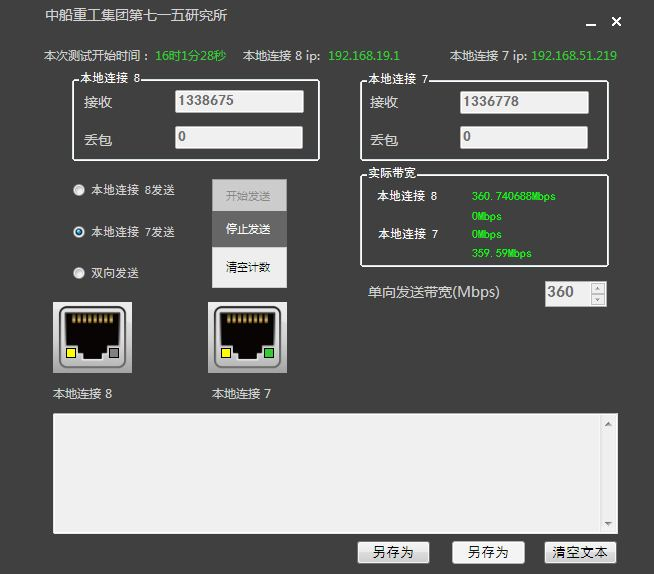 中船重工集团第七一五研究所
本次测试开始时间：16时1分28秒 本地连接 8 ip: 192.168.19.1 本地连接 7 ip: 192.168.51.219
本地连接 8
接收 1338675
丢包 0
本地连接 7
接收 1336778
丢包 0
本地连接 8发送
本地连接 7发送
双向发送
开始发送
停止发送
清空计数
实际带宽
本地连接 8 360.740688Mbps
0Mbps
本地连接 7 0Mbps
359.59Mbps
单向发送带宽(Mbps) 360
本地连接 8
本地连接 7
另存为 另存为 清空文本